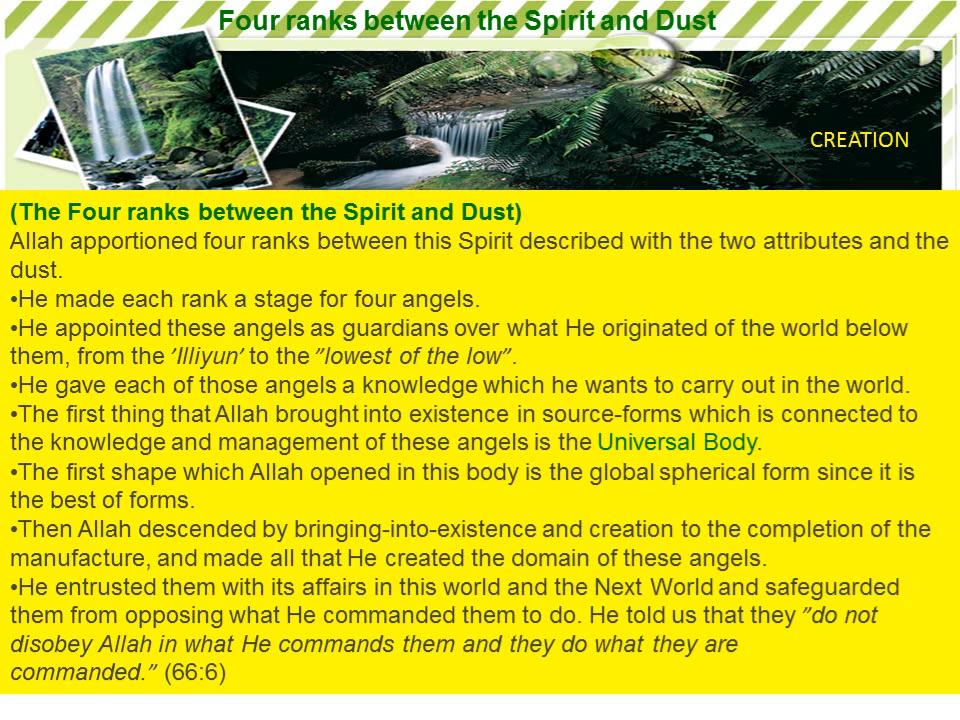 Four ranks between the Spirit and Dust
CREATION
(The Four ranks between the Spirit and Dust)
Allah apportioned four ranks between this Spirit described with the two attributes and the
dust.
•He made each rank a stage for four angels.
•He appointed these angels as guardians over what He originated of the world below
them, from the ’Illiyun’ to the ”lowest of the low”.
•He gave each of those angels a knowledge which he wants to carry out in the world.
•The first thing that Allah brought into existence in source-forms which is connected to
the knowledge and management of these angels is the Universal Body.
•The first shape which Allah opened in this body is the global spherical form since it is
the best of forms.
•Then Allah descended by bringing-into-existence and creation to the completion of the
manufacture, and made all that He created the domain of these angels.
•He entrusted them with its affairs in this world and the Next World and safeguarded
them from opposing what He commanded them to do. He told us that they ”do not
disobey Allah in what He commands them and they do what they are
commanded.” (66:6)